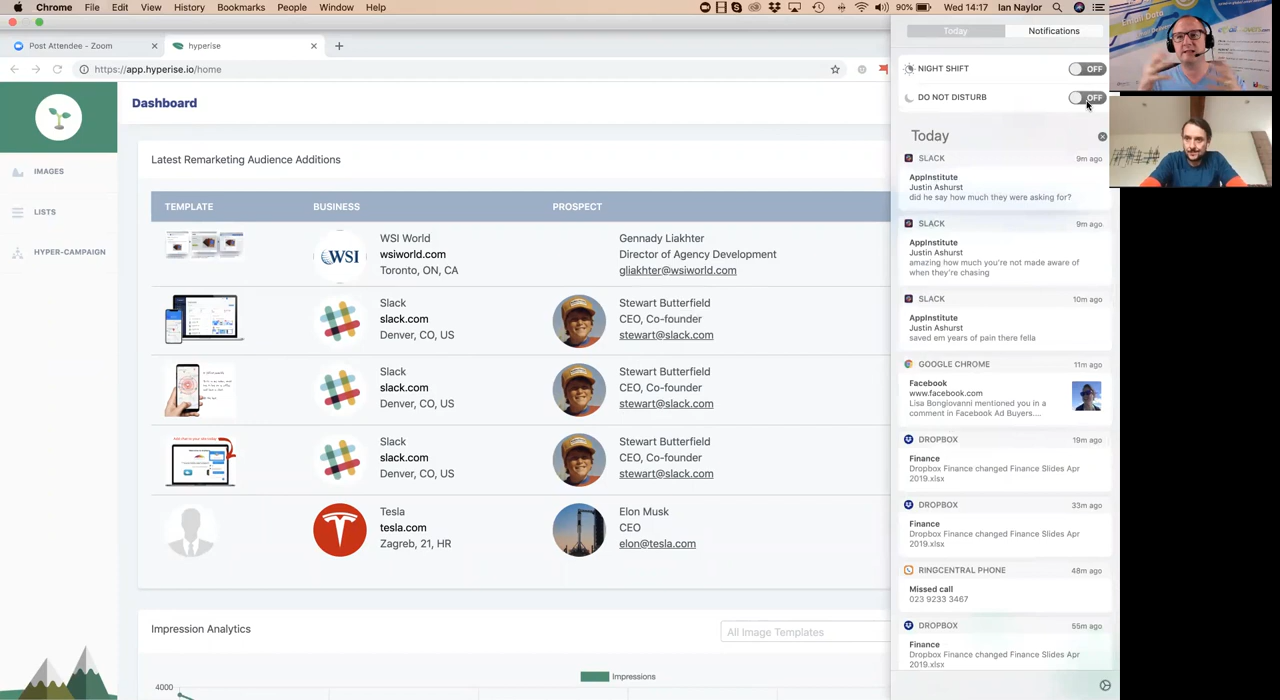 Chrome File Edit View History Bookmarks People Window Help
90% Wed 14:17 Ian Naylor
Post Attendee - Zoom
hyperise
https://app.hyperise.io/home
IMAGES
LISTS
HYPER-CAMPAIGN
Dashboard
Latest Remarketing Audience Additions
TEMPLATE BUSINESS PROSPECT
WSI
WSI World
wsiworld.com
Toronto, ON, CA
Gennady Liakhter
Director of Agency Development
gliakhter@wsiworld.com
Slack
slack.com
Denver, CO, US
Stewart Butterfield
CEO, Co-founder
stewart@slack.com
Slack
slack.com
Denver, CO, US
Stewart Butterfield
CEO, Co-founder
stewart@slack.com
Slack
slack.com
Denver, CO, US
Stewart Butterfield
CEO, Co-founder
stewart@slack.com
Tesla
tesla.com
Zagreb, 21, HR
Elon Musk
CEO
elon@tesla.com
Impression Analytics
All Image Templates
Impressions
4000
Today Notifications
NIGHT SHIFT OFF
DO NOT DISTURB OFF
Today
SLACK 9m ago
AppInstitute
Justin Ashurst
did he say how much they were asking for?
SLACK 9m ago
AppInstitute
Justin Ashurst
amazing how much you're not made aware of
when they're chasing
SLACK 10m ago
AppInstitute
Justin Ashurst
saved em years of pain there fella
GOOGLE CHROME 11m ago
Facebook
www.facebook.com
Lisa Bongiovanni mentioned you in a
comment in Facebook Ad Buyers....
DROPBOX 19m ago
Finance
Dropbox Finance changed Finance Slides Apr
2019.xlsx
DROPBOX 33m ago
Finance
Dropbox Finance changed Finance Slides Apr
2019.xlsx
RINGCENTRAL PHONE 48m ago
Missed call
023 9233 3467
DROPBOX 55m ago
Finance
Dropbox Finance changed Finance Slides Apr
2019.xlsx
Email Data